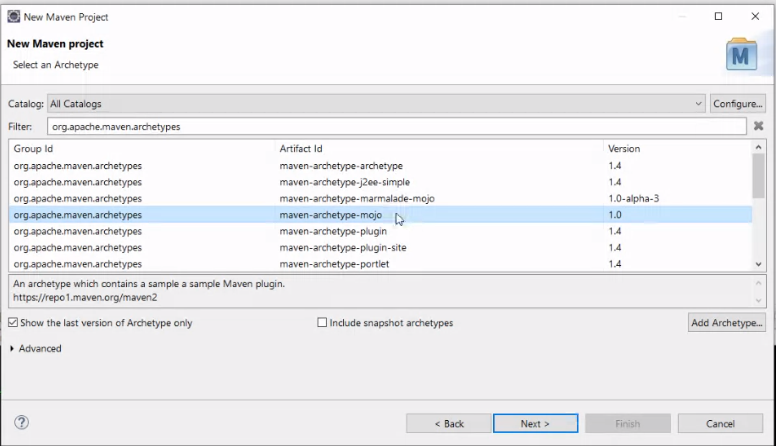 New Maven Project
New Maven project
Select an Archetype
M
Catalog: All Catalogs Configure...
Filter: org.apache.maven.archetypes
Group Id Artifact Id Version
org.apache.maven.archetypes maven-archetype-archetype 1.4
org.apache.maven.archetypes maven-archetype-j2ee-simple 1.4
org.apache.maven.archetypes maven-archetype-marmalade-mojo 1.0-alpha-3
org.apache.maven.archetypes maven-archetype-mojo 1.0
org.apache.maven.archetypes maven-archetype-plugin 1.4
org.apache.maven.archetypes maven-archetype-plugin-site 1.4
org.apache.maven.archetypes maven-archetype-portlet 1.4
An archetype which contains a sample a sample Maven plugin.
https://repo1.maven.org/maven2
Show the last version of Archetype only Include snapshot archetypes Add Archetype...
Advanced
? < Back Next > Finish Cancel